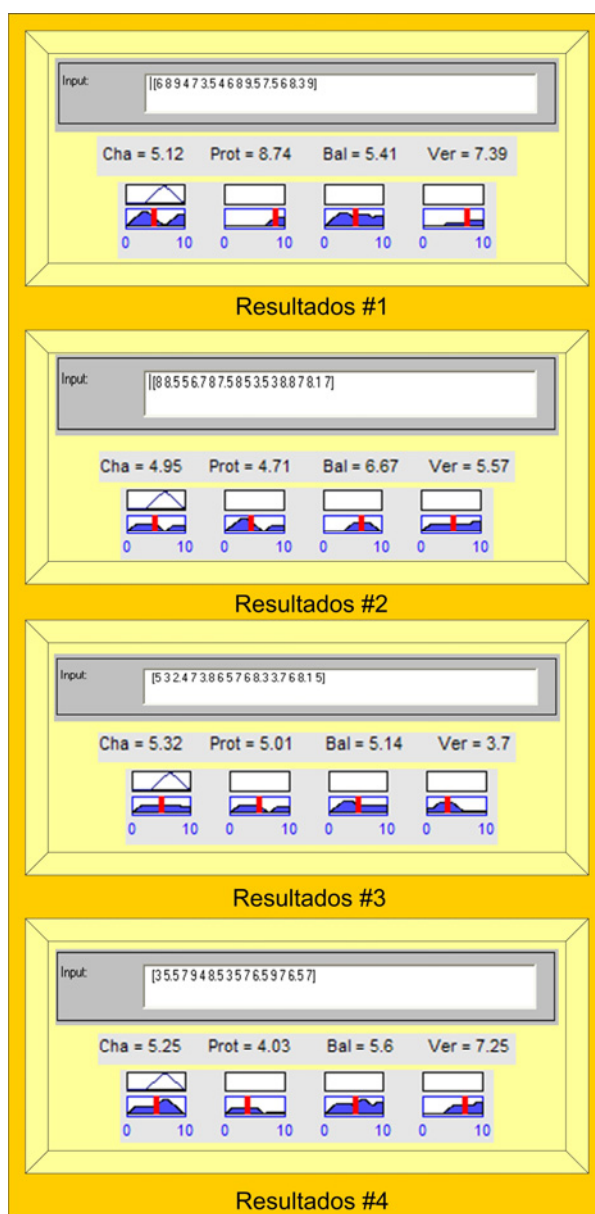 Input: [6 8 9 4 7 3.5 4 6 8 9.5 7.5 6 8.3 9]
Cha = 5.12 Prot = 8.74 Bal = 5.41 Ver = 7.39
0 10 0 10 0 10 0 10
Resultados #1
Input: [8 8.5 5 6.7 8 7.5 8 5 3.5 3 8.8 7 8.1 7]
Cha = 4.95 Prot = 4.71 Bal = 6.67 Ver = 5.57
0 10 0 10 0 10 0 10
Resultados #2
Input: [5 3 2.4 7 3.8 6 5 7 6 8.3 3.7 6 8.1 5]
Cha = 5.32 Prot = 5.01 Bal = 5.14 Ver = 3.7
0 10 0 10 0 10 0 10
Resultados #3
Input: [3 5.5 7 9 4 8.5 3 5 7 6.5 9 7 6.5 7]
Cha = 5.25 Prot = 4.03 Bal = 5.6 Ver = 7.25
0 10 0 10 0 10 0 10
Resultados #4